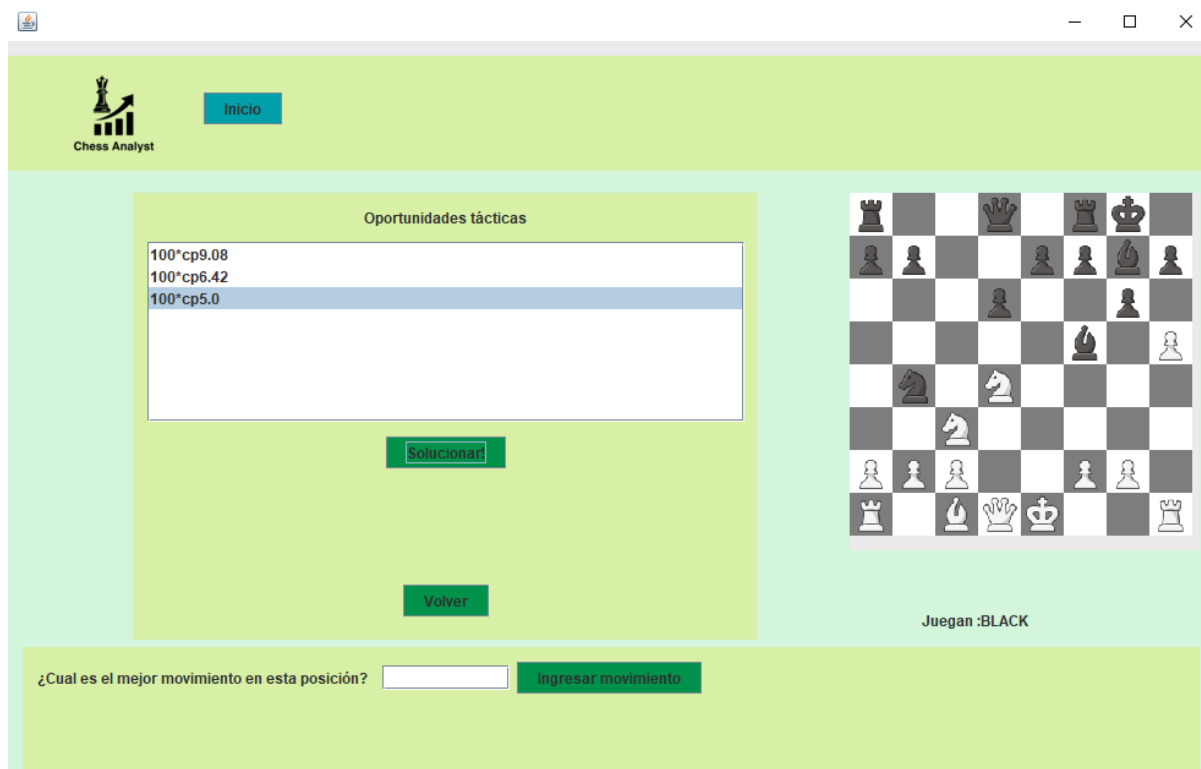 Inicio
Chess Analyst
Oportunidades tácticas
100*cp9.08
100*cp6.42
100*cp5.0
Solucionar!
Volver
Juegan :BLACK
¿Cual es el mejor movimiento en esta posición?
Ingresar movimiento